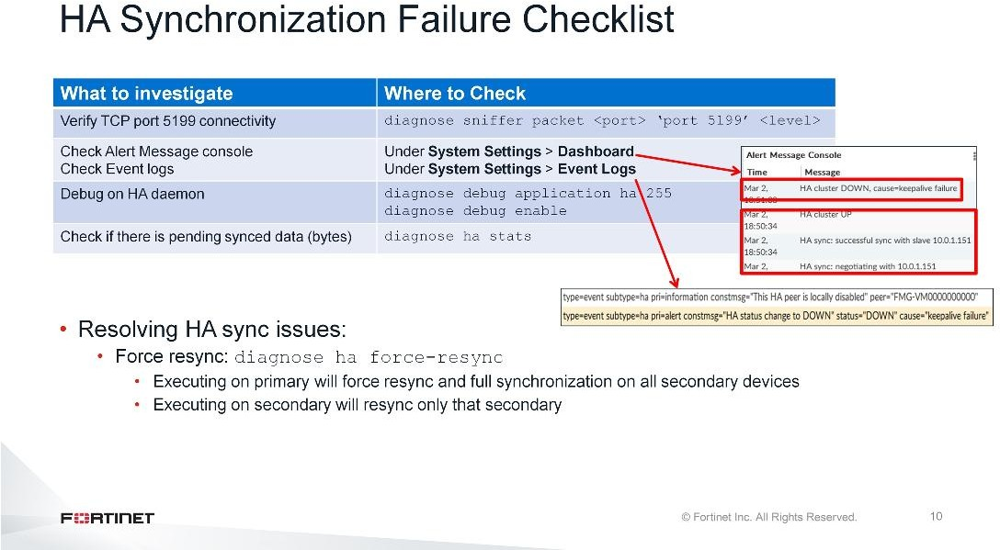 HA Synchronization Failure Checklist
What to investigate
Where to Check
Verify TCP port 5199 connectivity
diagnose sniffer packet <port> ‘port 5199’ <level>
Check Alert Message console
Check Event logs
Under System Settings > Dashboard
Under System Settings > Event Logs
Debug on HA daemon
diagnose debug application ha 255
diagnose debug enable
Check if there is pending synced data (bytes)
diagnose ha stats
Alert Message Console
Time Message
Mar 2, HA cluster DOWN, cause=keepalive failure
Mar 2, HA cluster UP
18:50:34
Mar 2, HA sync: successful sync with slave 10.0.1.151
18:50:34
Mar 2, HA sync: negotiating with 10.0.1.151
type=event subtype=ha pri=information constmsg="This HA peer is locally disabled" peer="FMG-VM0000000000"
type=event subtype=ha pri=alert constmsg="HA status change to DOWN" status="DOWN" cause="keepalive failure"
• Resolving HA sync issues:
• Force resync: diagnose ha force-resync
• Executing on primary will force resync and full synchronization on all secondary devices
• Executing on secondary will resync only that secondary
FORTINET
© Fortinet Inc. All Rights Reserved.
10